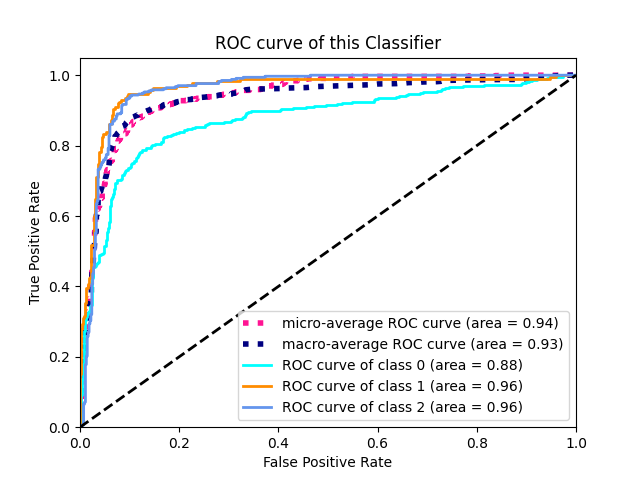 ROC curve of this Classifier
True Positive Rate
1.0
0.8
0.6
0.4
0.2
0.0
micro-average ROC curve (area = 0.94)
macro-average ROC curve (area = 0.93)
ROC curve of class 0 (area = 0.88)
ROC curve of class 1 (area = 0.96)
ROC curve of class 2 (area = 0.96)
0.0 0.2 0.4 0.6 0.8 1.0
False Positive Rate